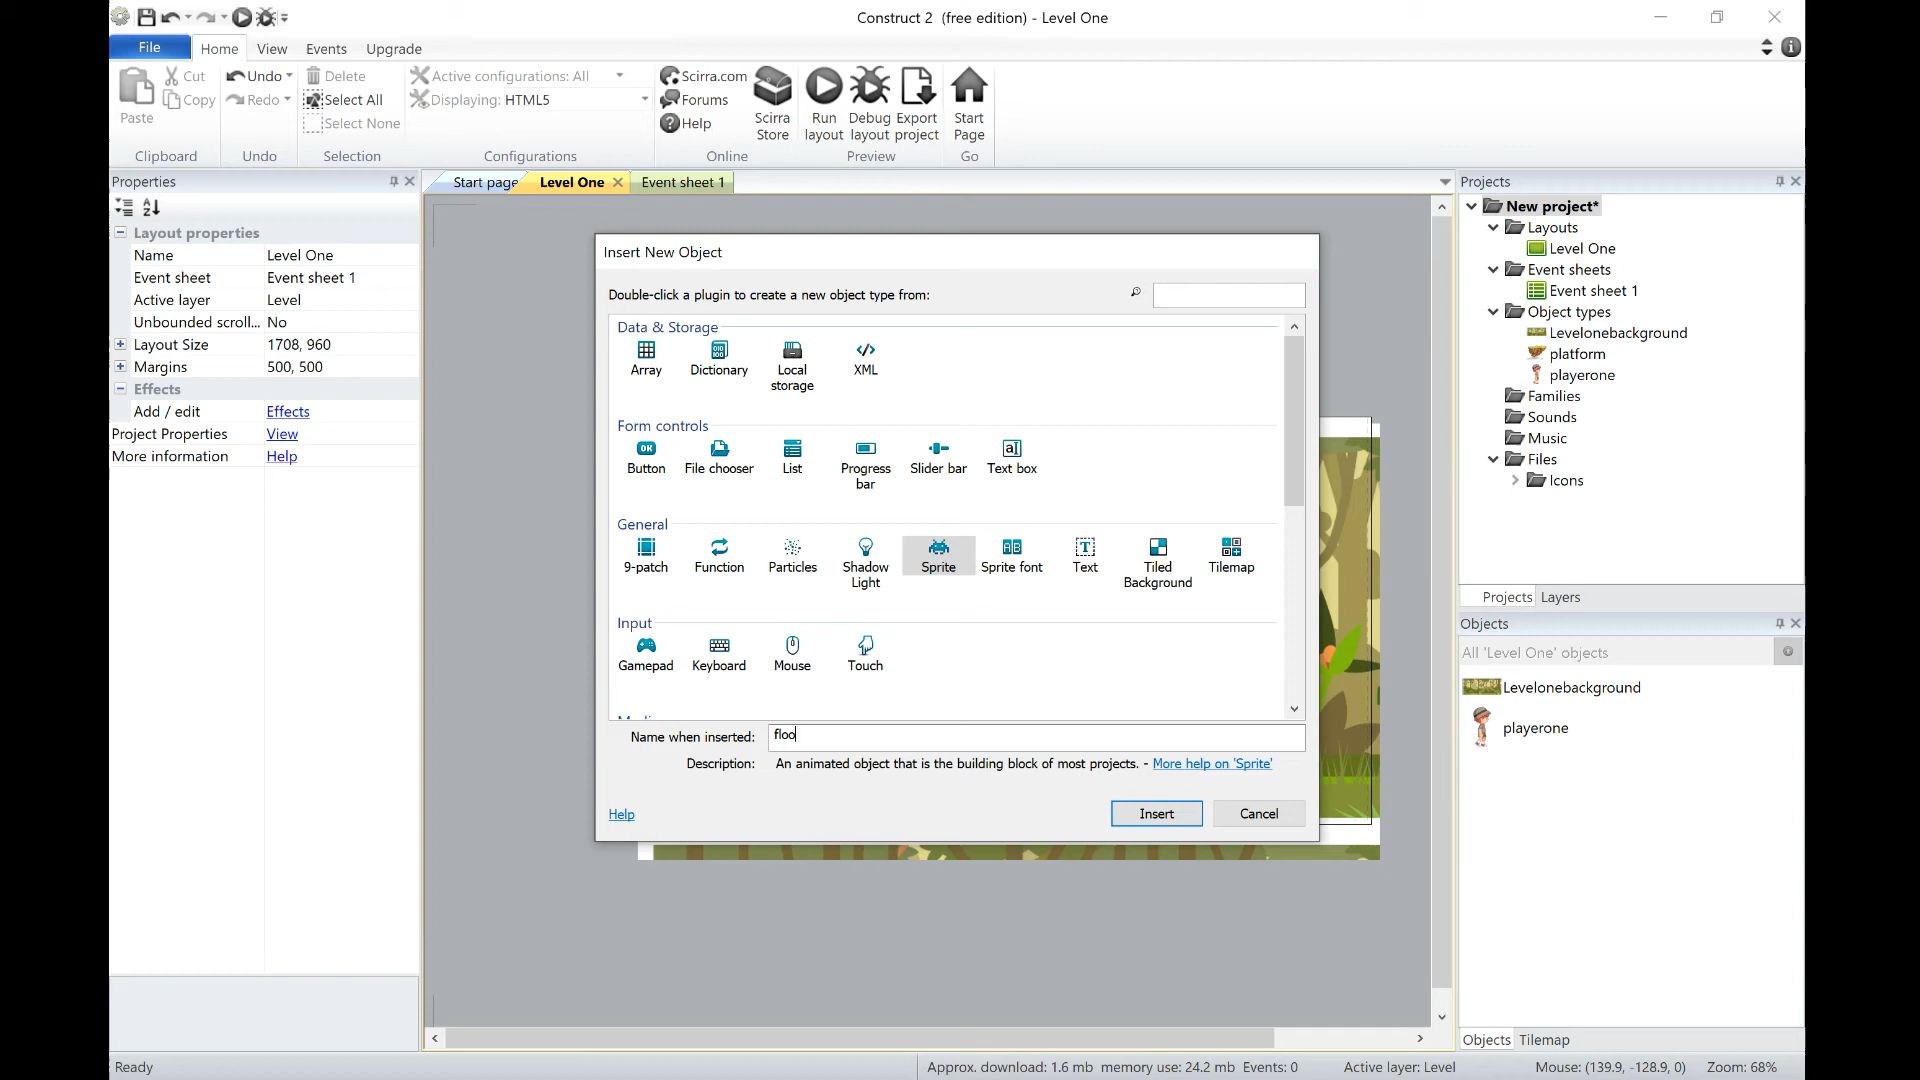 Construct 2  (free edition) - Level One
File
Home
View
Events
Upgrade
Paste
Cut
Copy
Clipboard
Undo
Redo
Undo
Delete
Select All
Select None
Selection
Active configurations: All
Displaying: HTML5
Configurations
Scirra.com
Forums
Help
Scirra Store
Online
Run layout
Debug layout
Export project
Preview
Start Page
Go
Properties
Layout properties
Name Level One
Event sheet Event sheet 1
Active layer Level
Unbounded scroll... No
Layout Size 1708, 960
Margins 500, 500
Effects
Add / edit Effects
Project Properties View
More information Help
Start page
Level One
Event sheet 1
Insert New Object
Double-click a plugin to create a new object type from:
Data & Storage
Array
Dictionary
Local storage
XML
Form controls
Button
File chooser
List
Progress bar
Slider bar
Text box
General
9-patch
Function
Particles
Shadow Light
Sprite
Sprite font
Text
Tiled Background
Tilemap
Input
Gamepad
Keyboard
Mouse
Touch
Name when inserted: floo
Description: An animated object that is the building block of most projects. - More help on 'Sprite'
Help
Insert
Cancel
Projects
New project*
Layouts
Level One
Event sheets
Event sheet 1
Object types
Levelonebackground
platform
playerone
Families
Sounds
Music
Files
Icons
Projects
Layers
Objects
All 'Level One' objects
Levelonebackground
playerone
Objects
Tilemap
Ready
Approx. download: 1.6 mb  memory use: 24.2 mb  Events: 0
Active layer: Level
Mouse: (139.9, -128.9, 0)
Zoom: 68%